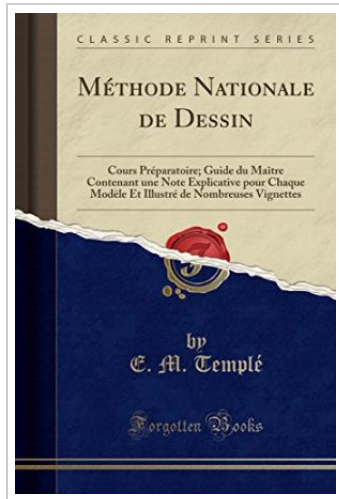 CLASSIC REPRINT SERIES
MÉTHODE NATIONALE
DE DESSIN
Cours Préparatoire; Guide du Maître
Contenant une Note Explicative pour Chaque
Modèle Et Illustré de Nombreuses Vignettes
by
E. M. Templé
Forgotten Books